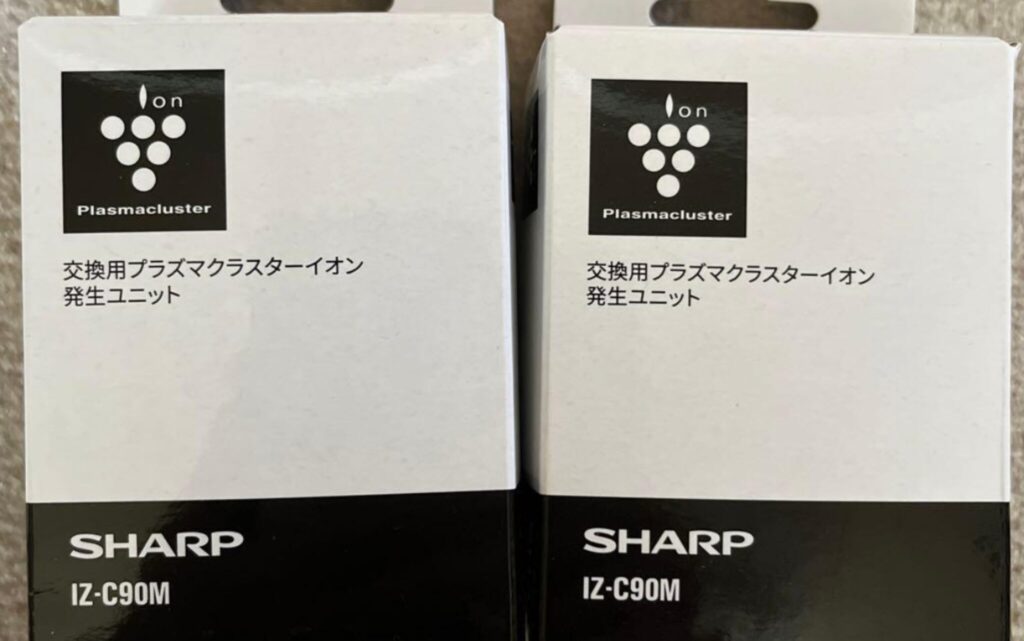 Ion
Plasmacluster
交換用プラズマクラスターイオン
発生ユニット
SHARP
IZ-C90M
Ion
Plasmacluster
交換用プラズマクラスターイオン
発生ユニット
SHARP
IZ-C90M